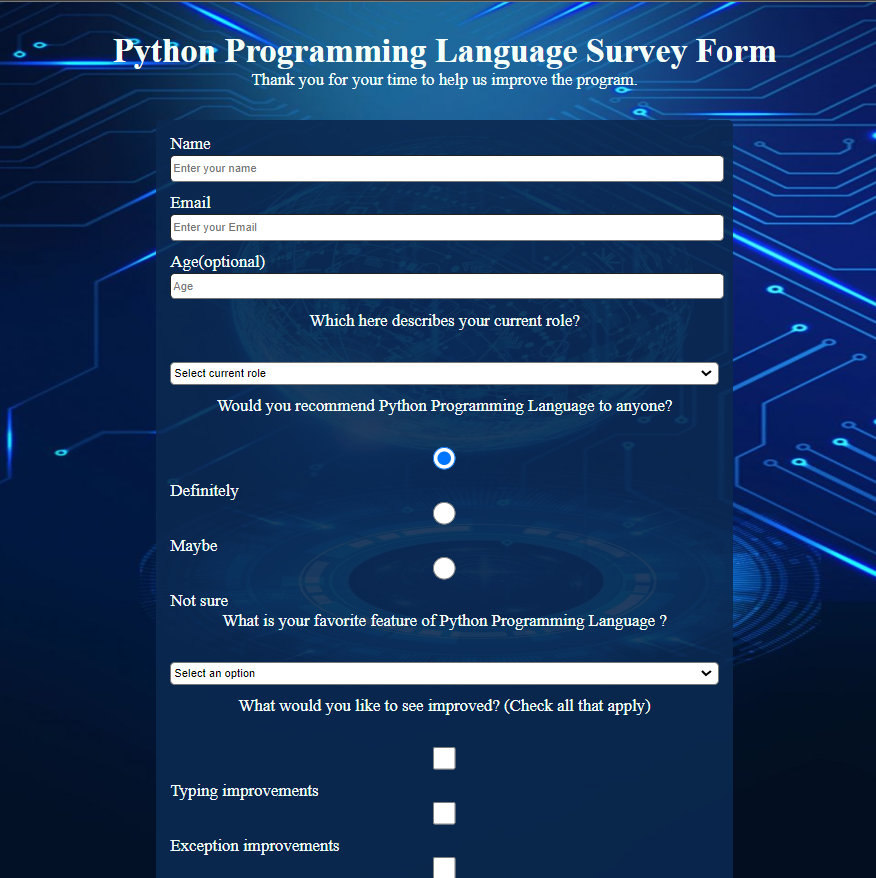 Python Programming Language Survey Form
Thank you for your time to help us improve the program.
Name
Enter your name
Email
Enter your Email
Age(optional)
Age
Which here describes your current role?
Select current role
Would you recommend Python Programming Language to anyone?
Definitely
Maybe
Not sure
What is your favorite feature of Python Programming Language ?
Select an option
What would you like to see improved? (Check all that apply)
Typing improvements
Exception improvements